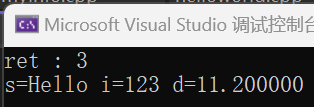 Microsoft Visual Studio 调试控制台
ret : 3
s=Hello i=123 d=11.200000